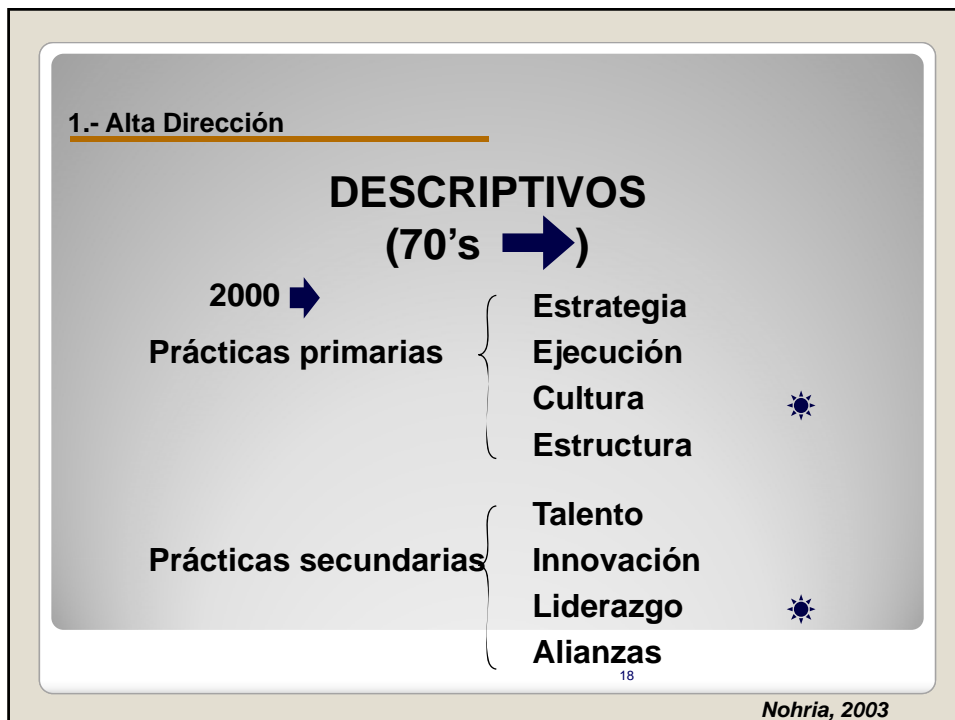 1.- Alta Dirección
DESCRIPTIVOS
(70’s )
2000
Prácticas primarias
Estrategia
Ejecución
Cultura
Estructura
Prácticas secundarias
Talento
Innovación
Liderazgo
Alianzas
18
Nohria, 2003